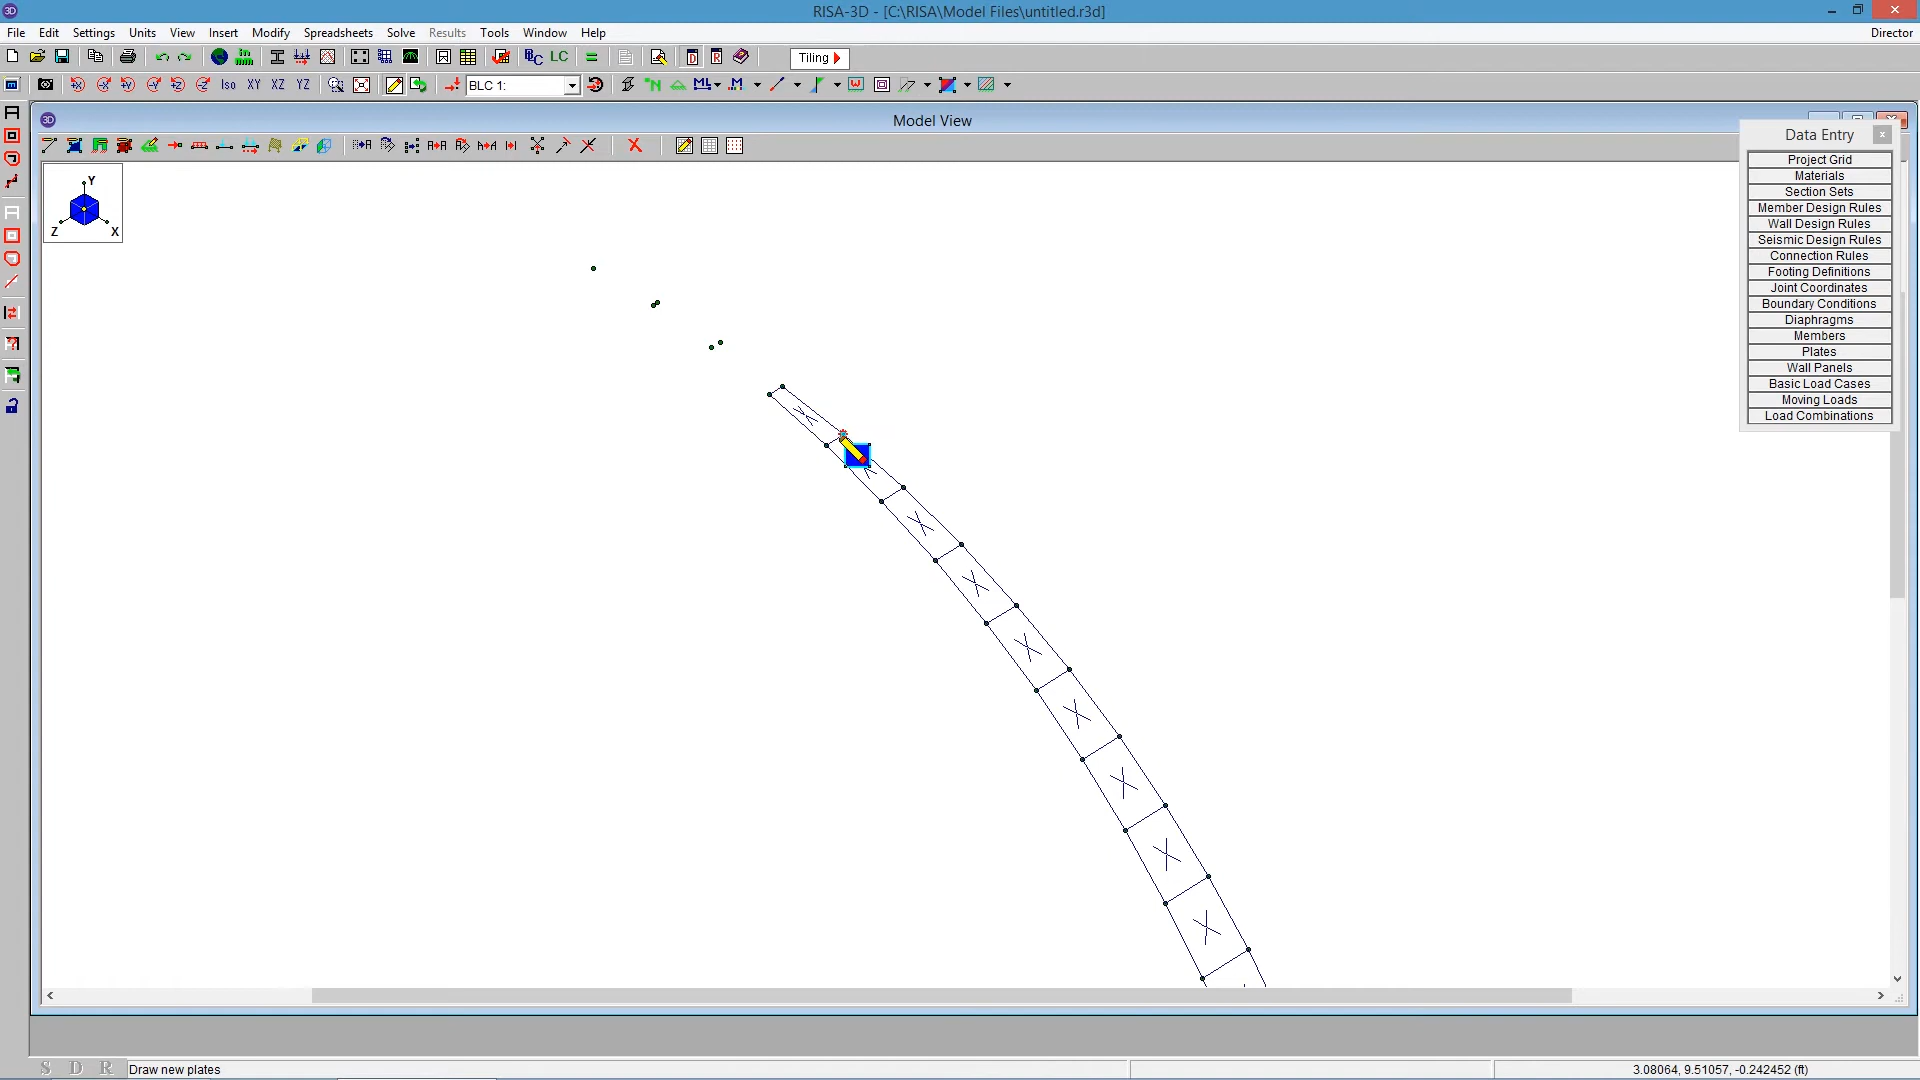 3D RISA-3D - [C:\RISA\Model Files\untitled.r3d]
File Edit Settings Units View Insert Modify Spreadsheets Solve Results Tools Window Help Director
LC D R Tiling
X X Y Y Z Z Iso XY XZ YZ BLC 1: N ML M W
3D Model View
Data Entry
Project Grid
Materials
Section Sets
Member Design Rules
Wall Design Rules
Seismic Design Rules
Connection Rules
Footing Definitions
Joint Coordinates
Boundary Conditions
Diaphragms
Members
Plates
Wall Panels
Basic Load Cases
Moving Loads
Load Combinations
Y
Z X
S D R Draw new plates 3.08064, 9.51057, -0.242452 (ft)